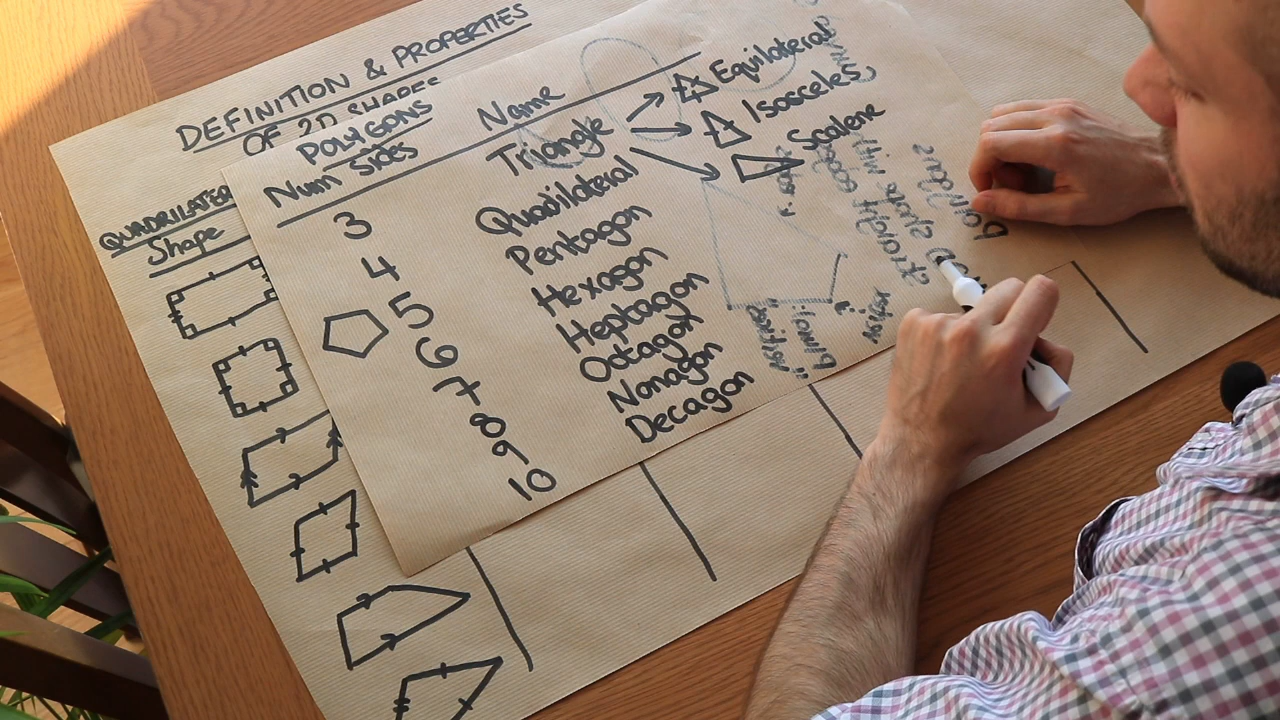 DEFINITION & PROPERTIES
OF 2D SHAPES
POLYGONS
Num Sides Name
3 Triangle Equilateral
Isosceles
Scalene
4 Quadilateral
5 Pentagon
6 Hexagon
7 Heptagon
8 Octagon
9 Nonagon
10 Decagon
QUADRILATER
Shape